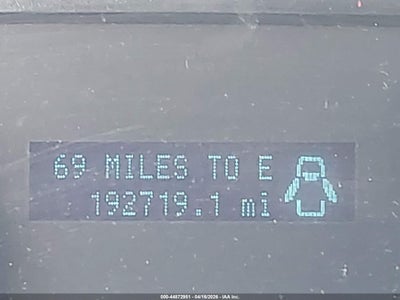 69 MILES TO E
192719.1 mi
000-44872951 - 04/16/2026 - IAA Inc.